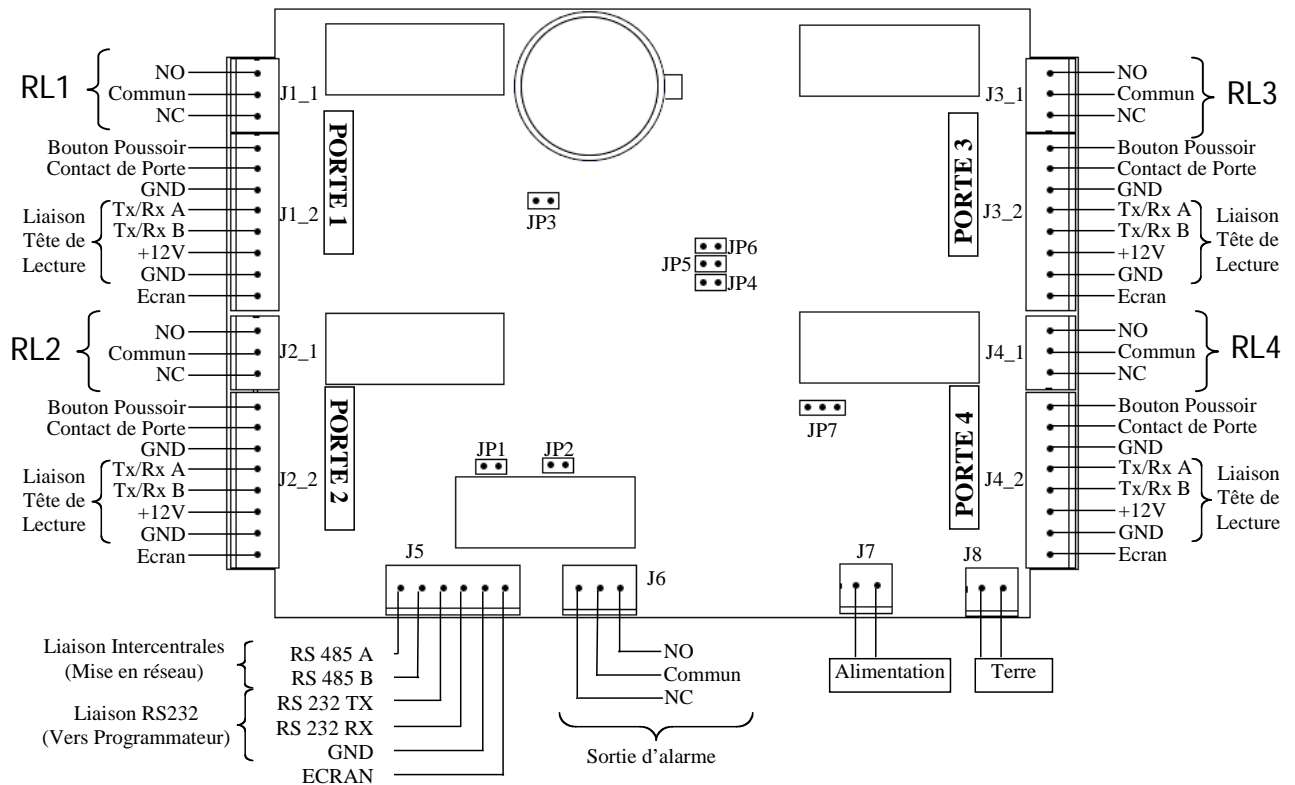 RL1
NO
Commun
NC
J1_1
Bouton Poussoir
Contact de Porte
GND
Liaison
Tête de
Lecture
Tx/Rx A
Tx/Rx B
+12V
GND
Ecran
J1_2
PORTE 1
RL2
NO
Commun
NC
J2_1
Bouton Poussoir
Contact de Porte
GND
Liaison
Tête de
Lecture
Tx/Rx A
Tx/Rx B
+12V
GND
Ecran
J2_2
PORTE 2
JP3
JP6
JP5
JP4
JP7
JP1
JP2
J3_1
NO
Commun
NC
RL3
PORTE 3
J3_2
Bouton Poussoir
Contact de Porte
GND
Tx/Rx A
Tx/Rx B
+12V
GND
Ecran
Liaison
Tête de
Lecture
J4_1
NO
Commun
NC
RL4
PORTE 4
J4_2
Bouton Poussoir
Contact de Porte
GND
Tx/Rx A
Tx/Rx B
+12V
GND
Ecran
Liaison
Tête de
Lecture
J5
J6
J7
J8
Liaison Intercentrales
(Mise en réseau)
RS 485 A
RS 485 B
Liaison RS232
(Vers Programmateur)
RS 232 TX
RS 232 RX
GND
ECRAN
NO
Commun
NC
Sortie d'alarme
Alimentation
Terre